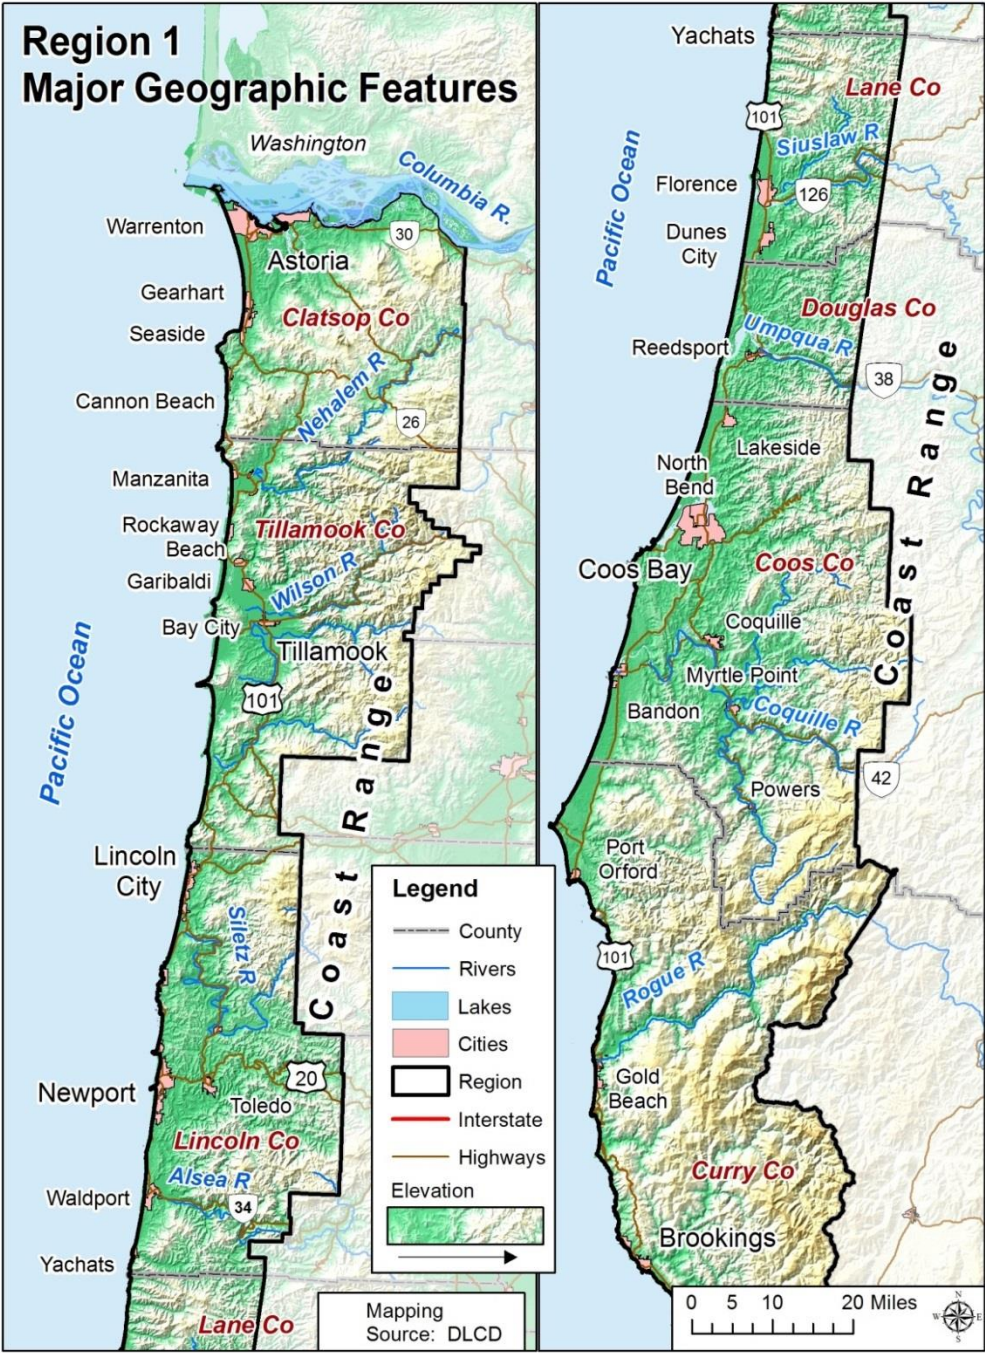 Region 1
Major Geographic Features
Washington
Columbia R.
Warrenton
30
Astoria
Gearhart
Clatsop Co
Seaside
Nehalem R
Cannon Beach
26
Manzanita
Rockaway
Beach
Tillamook Co
Garibaldi
Wilson R
Bay City
Tillamook
Pacific Ocean
101
Coast Range
Lincoln
City
Siletz R
Newport
20
Toledo
Lincoln Co
Alsea R
Waldport
34
Yachats
Lane Co
Legend
County
Rivers
Lakes
Cities
Region
Interstate
Highways
Elevation
Mapping
Source: DLCD
Yachats
Lane Co
101
Siuslaw R
Pacific Ocean
Florence
126
Dunes
City
Douglas Co
Umpqua R
Reedsport
38
Coast Range
Lakeside
North
Bend
Coos Bay
Coos Co
Coquille
Myrtle Point
Bandon
Coquille R
42
Powers
Port
Orford
101
Rogue R
Gold
Beach
Curry Co
Brookings
0 5 10 20 Miles
N
W E
S